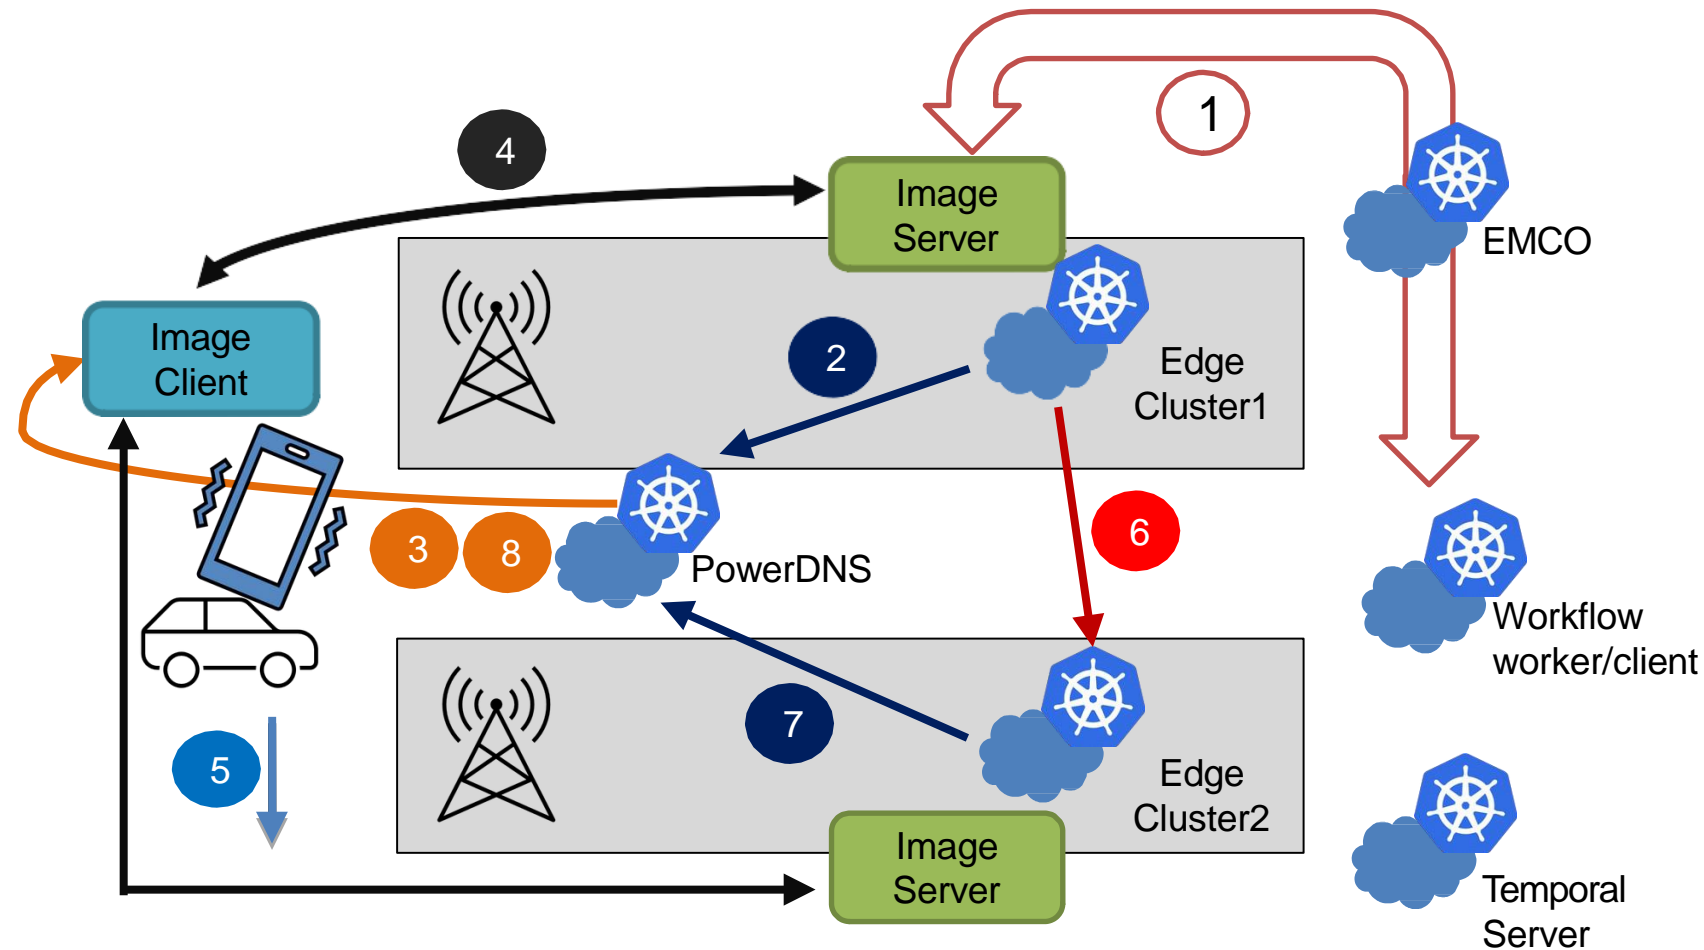 1
4
Image
Server
EMCO
Image
Client
2
Edge
Cluster1
3
8
PowerDNS
6
Workflow
worker/client
7
5
Edge
Cluster2
Image
Server
Temporal
Server